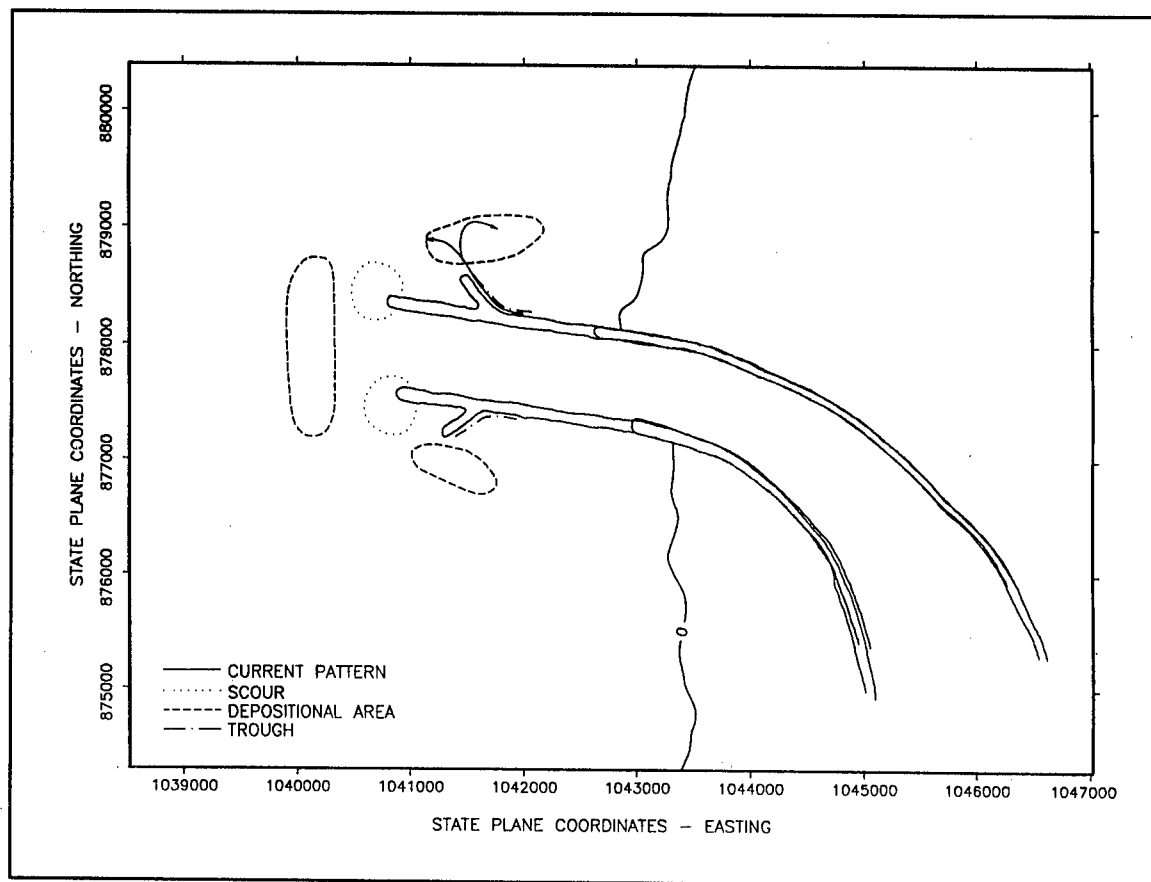 STATE PLANE COORDINATES – NORTHING
880000
879000
878000
877000
876000
875000
0
CURRENT PATTERN
SCOUR
DEPOSITIONAL AREA
TROUGH
1039000 1040000 1041000 1042000 1043000 1044000 1045000 1046000 1047000
STATE PLANE COORDINATES – EASTING